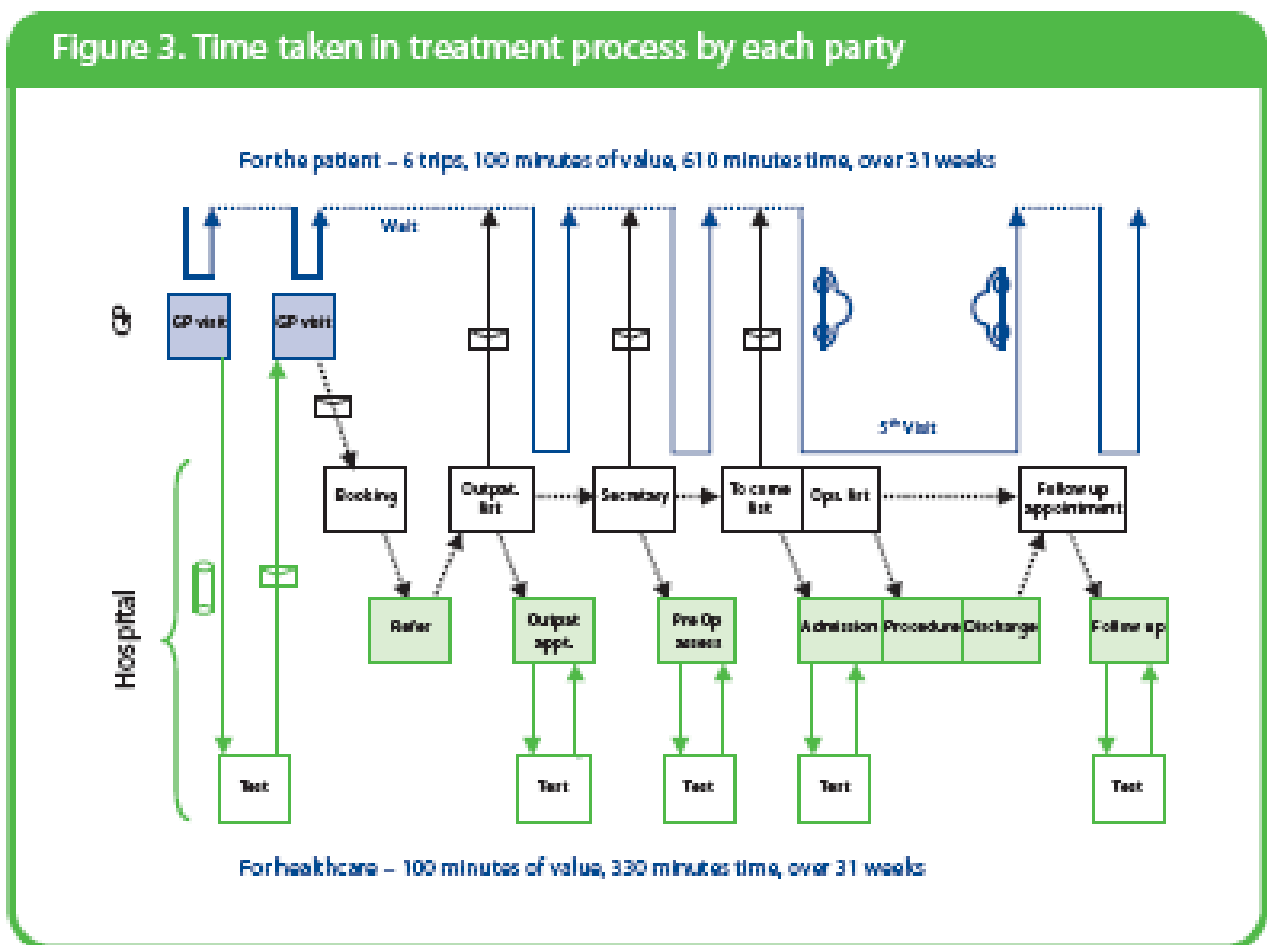 Figure 3. Time taken in treatment process by each party
For the patient – 6 trips, 100 minutes of value, 610 minutes time, over 31 weeks
Wait
GP
GP visit
GP visit
5th Visit
Booking
Outpat.
list
Secretary
To come
list
Ops. list
Follow up
appointment
Hospital
Refer
Outpat
appt.
Pre Op
assess
Admission
Procedure
Discharge
Follow up
Test
Test
Test
Test
Test
For healthcare – 100 minutes of value, 330 minutes time, over 31 weeks